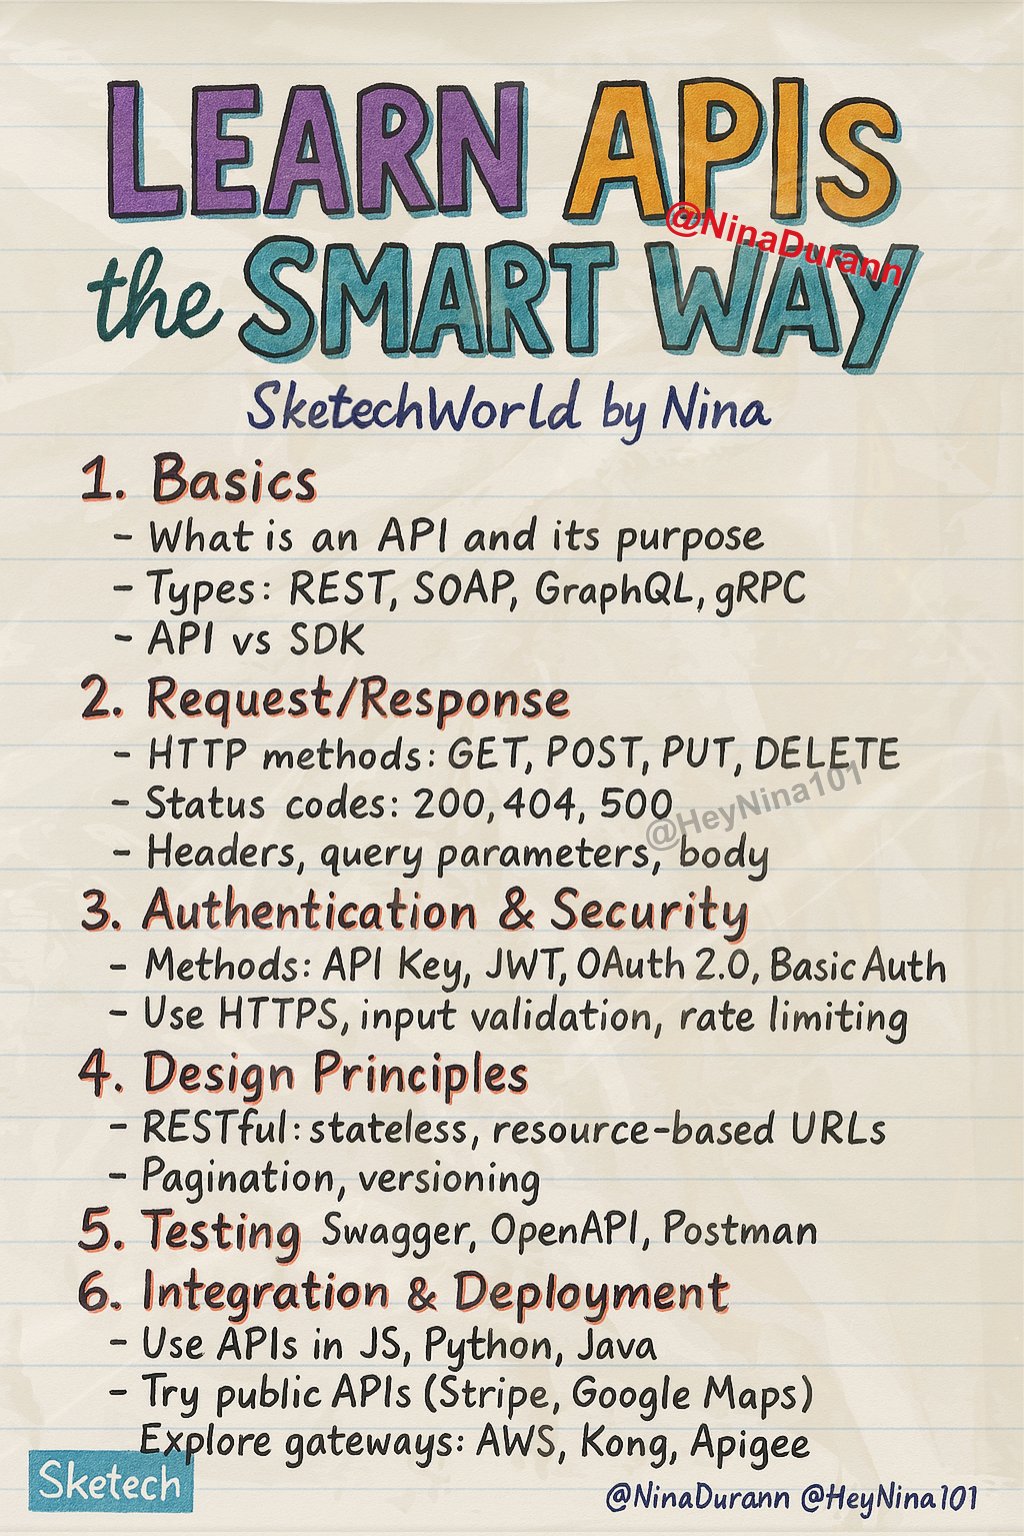 LEARN APIs
@NinaDurann
the SMART WAY
SketechWorld by Nina
1. Basics
- What is an API and its purpose
- Types: REST, SOAP, GraphQL, gRPC
- API vs SDK
2. Request/Response
- HTTP methods: GET, POST, PUT, DELETE
- Status codes: 200, 404, 500
@HeyNina101
- Headers, query parameters, body
3. Authentication & Security
- Methods: API Key, JWT, OAuth 2.0, Basic Auth
- Use HTTPS, input validation, rate limiting
4. Design Principles
- RESTful: stateless, resource-based URLs
- Pagination, versioning
5. Testing Swagger, OpenAPI, Postman
6. Integration & Deployment
- Use APIs in JS, Python, Java
- Try public APIs (Stripe, Google Maps)
Explore gateways: AWS, Kong, Apigee
Sketech
@NinaDurann @HeyNina101